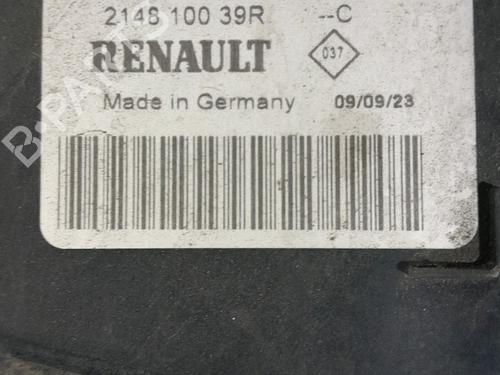 2148 100 39R --C
RENAULT 037
Made in Germany 09/09/23
B-PARTS